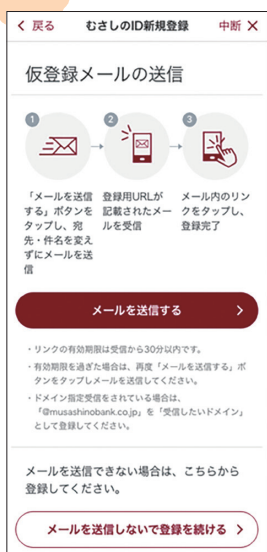 戻る むさしのID新規登録 中断 ×
仮登録メールの送信
1 2 3
「メールを送信
する」ボタンを
タップし、宛
先・件名を変え
ずにメールを送
信
登録用URLが
記載されたメー
ルを受信
メール内のリン
クをタップし、
登録完了
メールを送信する
・リンクの有効期限は受信から30分以内です。
・有効期限を過ぎた場合は、再度「メールを送信する」ボ
タンをタップしメールを送信してください。
・ドメイン指定受信をされている場合は、
「@musashinobank.co.jp」を「受信したいドメイン」
として登録してください。
メールを送信できない場合は、こちらから
登録してください。
メールを送信しないで登録を続ける